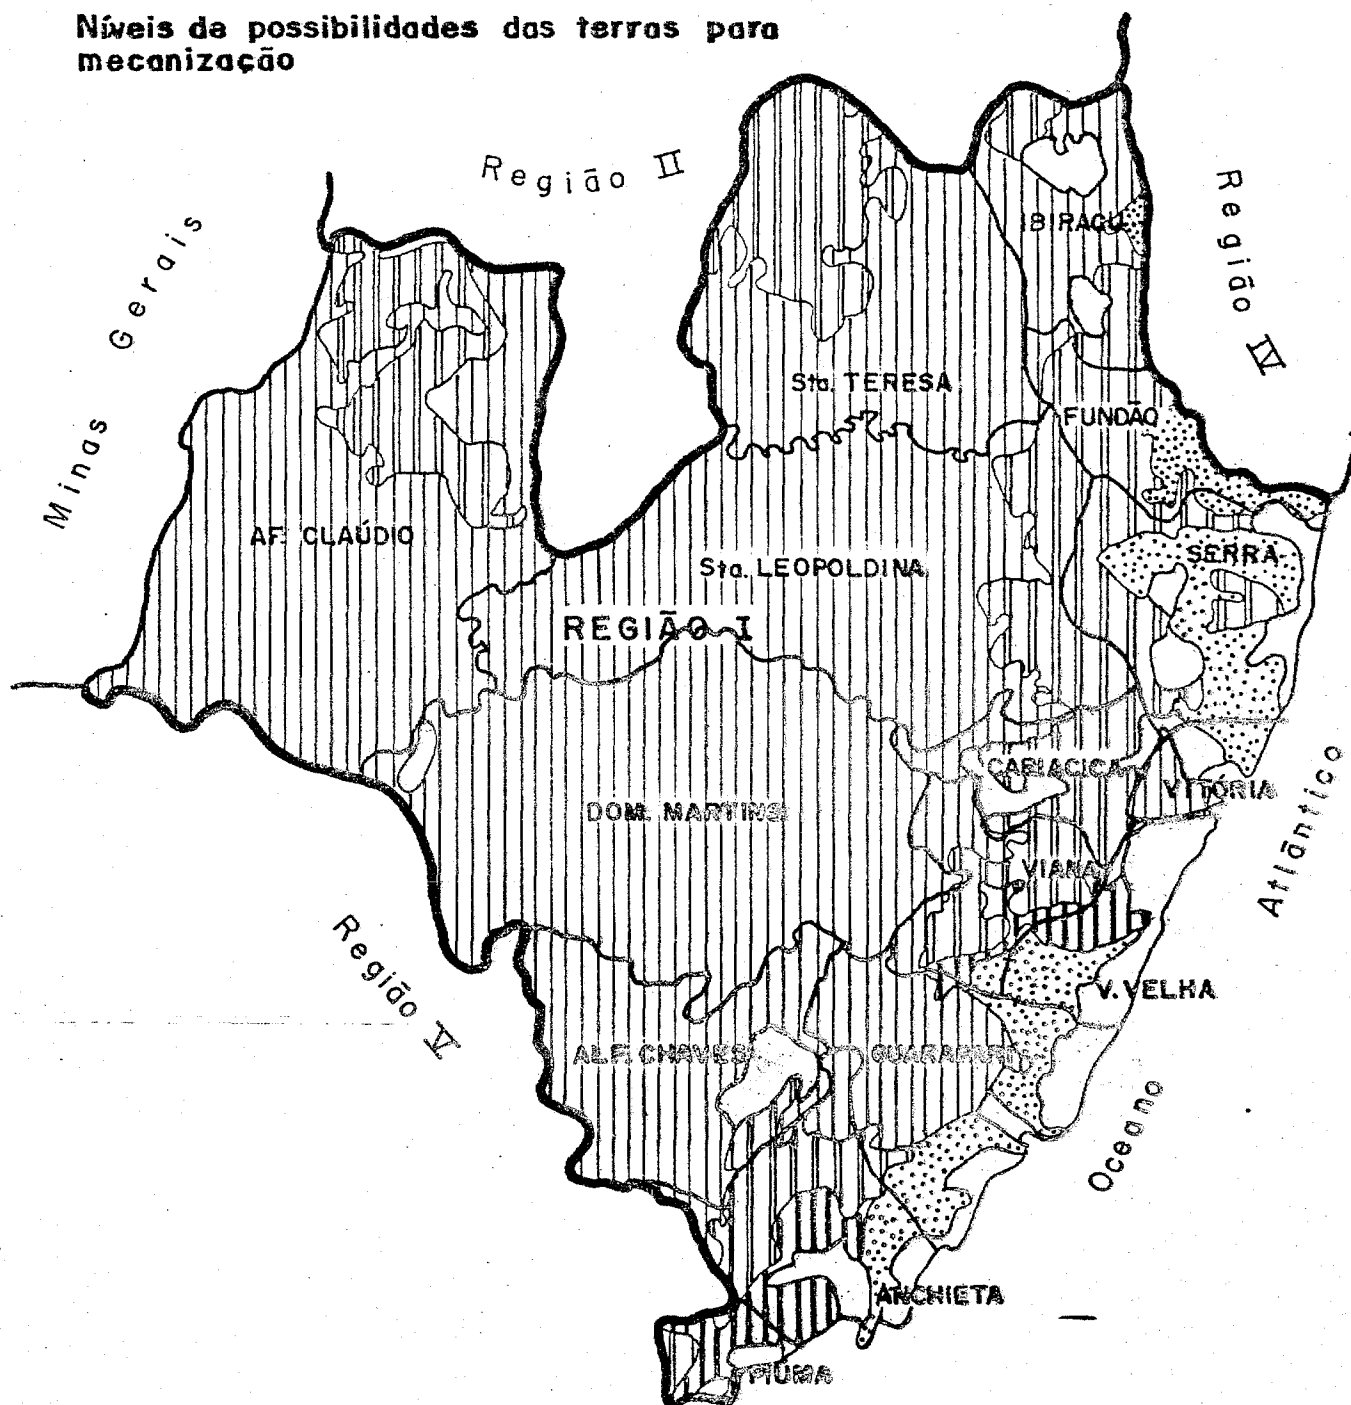 Níveis de possibilidades das terras para
mecanização
Região II
Minas Gerais
Região IV
IBIRAÇU
Sta. TERESA
FUNDÃO
AF. CLAÚDIO
SERRA
Sta. LEOPOLDINA
REGIÃO I
CARIACICA
VITÓRIA
DOM. MARTINS
VIANA
Oceano Atlântico
Região V
V. VELHA
ALF. CHAVES
GUARAPARI
ANCHIETA
PIÚMA